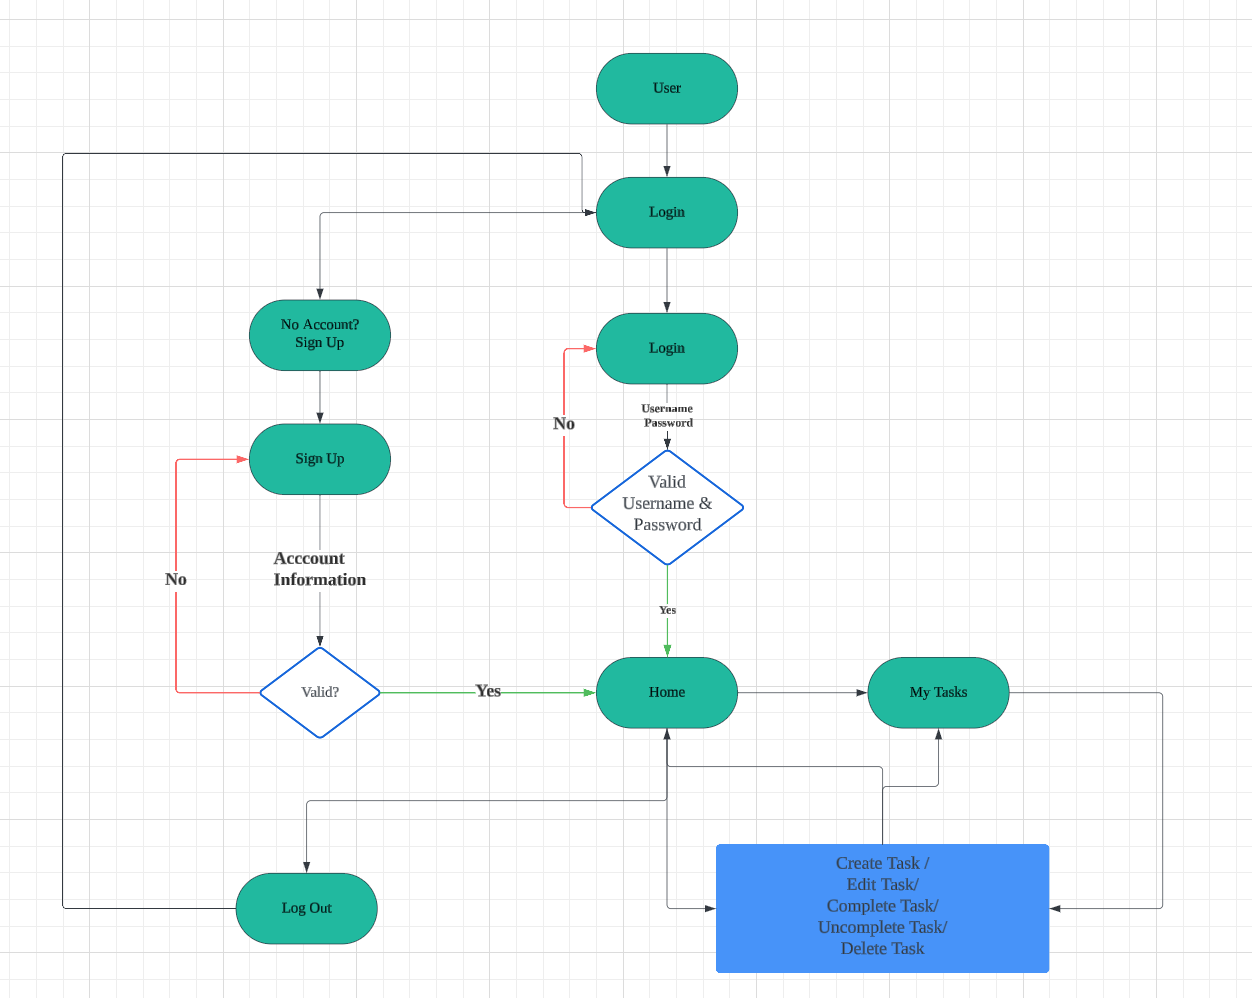 User
Login
No Account?
Sign Up
Login
Username
Password
No
Sign Up
Valid
Username &
Password
Acccount
Information
No
Yes
Valid?
Yes
Home
My Tasks
Create Task /
Edit Task/
Complete Task/
Uncomplete Task/
Delete Task
Log Out